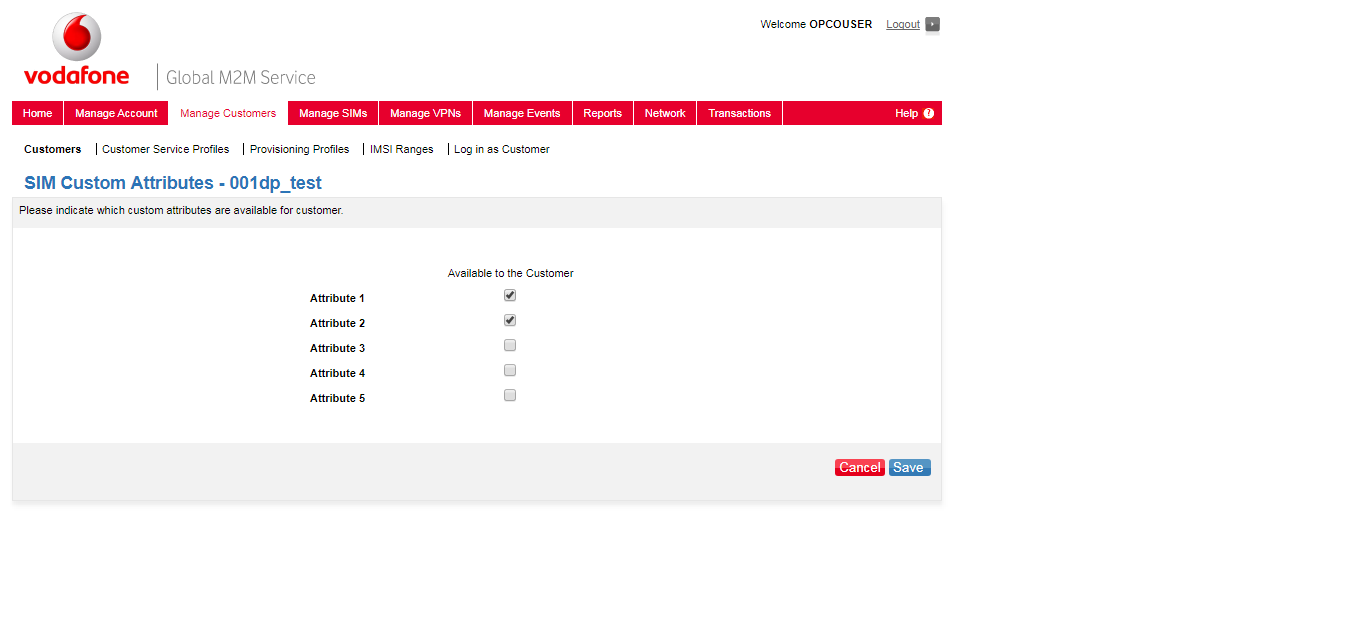 Welcome OPCOUSER Logout
vodafone
Global M2M Service
Home Manage Account Manage Customers Manage SIMs Manage VPNs Manage Events Reports Network Transactions Help ?
Customers Customer Service Profiles Provisioning Profiles IMSI Ranges Log in as Customer
SIM Custom Attributes - 001dp_test
Please indicate which custom attributes are available for customer.
Available to the Customer
Attribute 1
Attribute 2
Attribute 3
Attribute 4
Attribute 5
Cancel Save